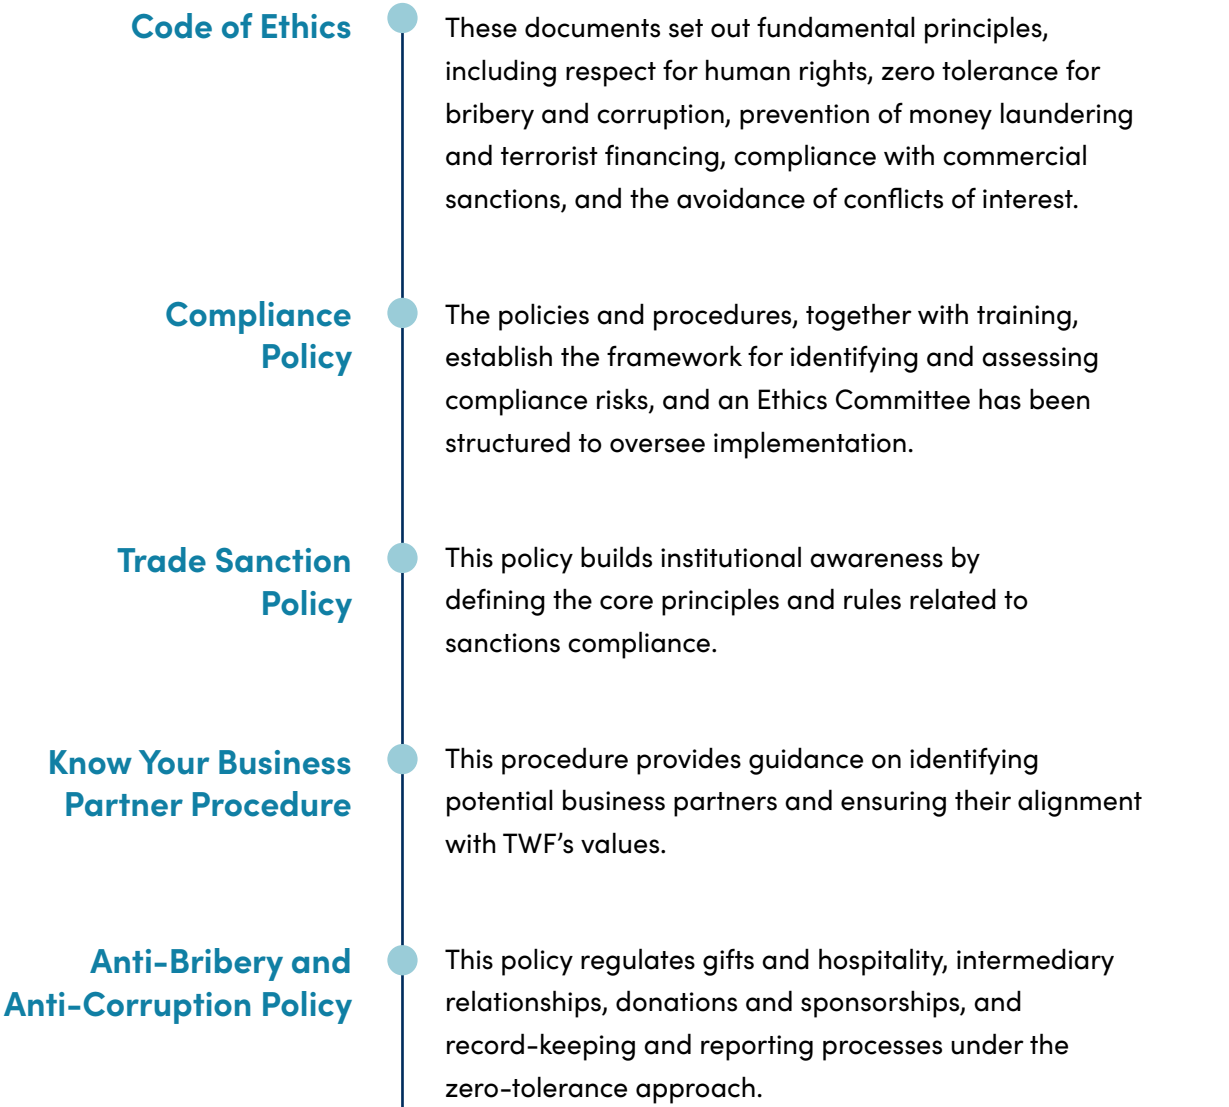 Code of Ethics
These documents set out fundamental principles,
including respect for human rights, zero tolerance for
bribery and corruption, prevention of money laundering
and terrorist financing, compliance with commercial
sanctions, and the avoidance of conflicts of interest.
Compliance
Policy
The policies and procedures, together with training,
establish the framework for identifying and assessing
compliance risks, and an Ethics Committee has been
structured to oversee implementation.
Trade Sanction
Policy
This policy builds institutional awareness by
defining the core principles and rules related to
sanctions compliance.
Know Your Business
Partner Procedure
This procedure provides guidance on identifying
potential business partners and ensuring their alignment
with TWF’s values.
Anti-Bribery and
Anti-Corruption Policy
This policy regulates gifts and hospitality, intermediary
relationships, donations and sponsorships, and
record-keeping and reporting processes under the
zero-tolerance approach.